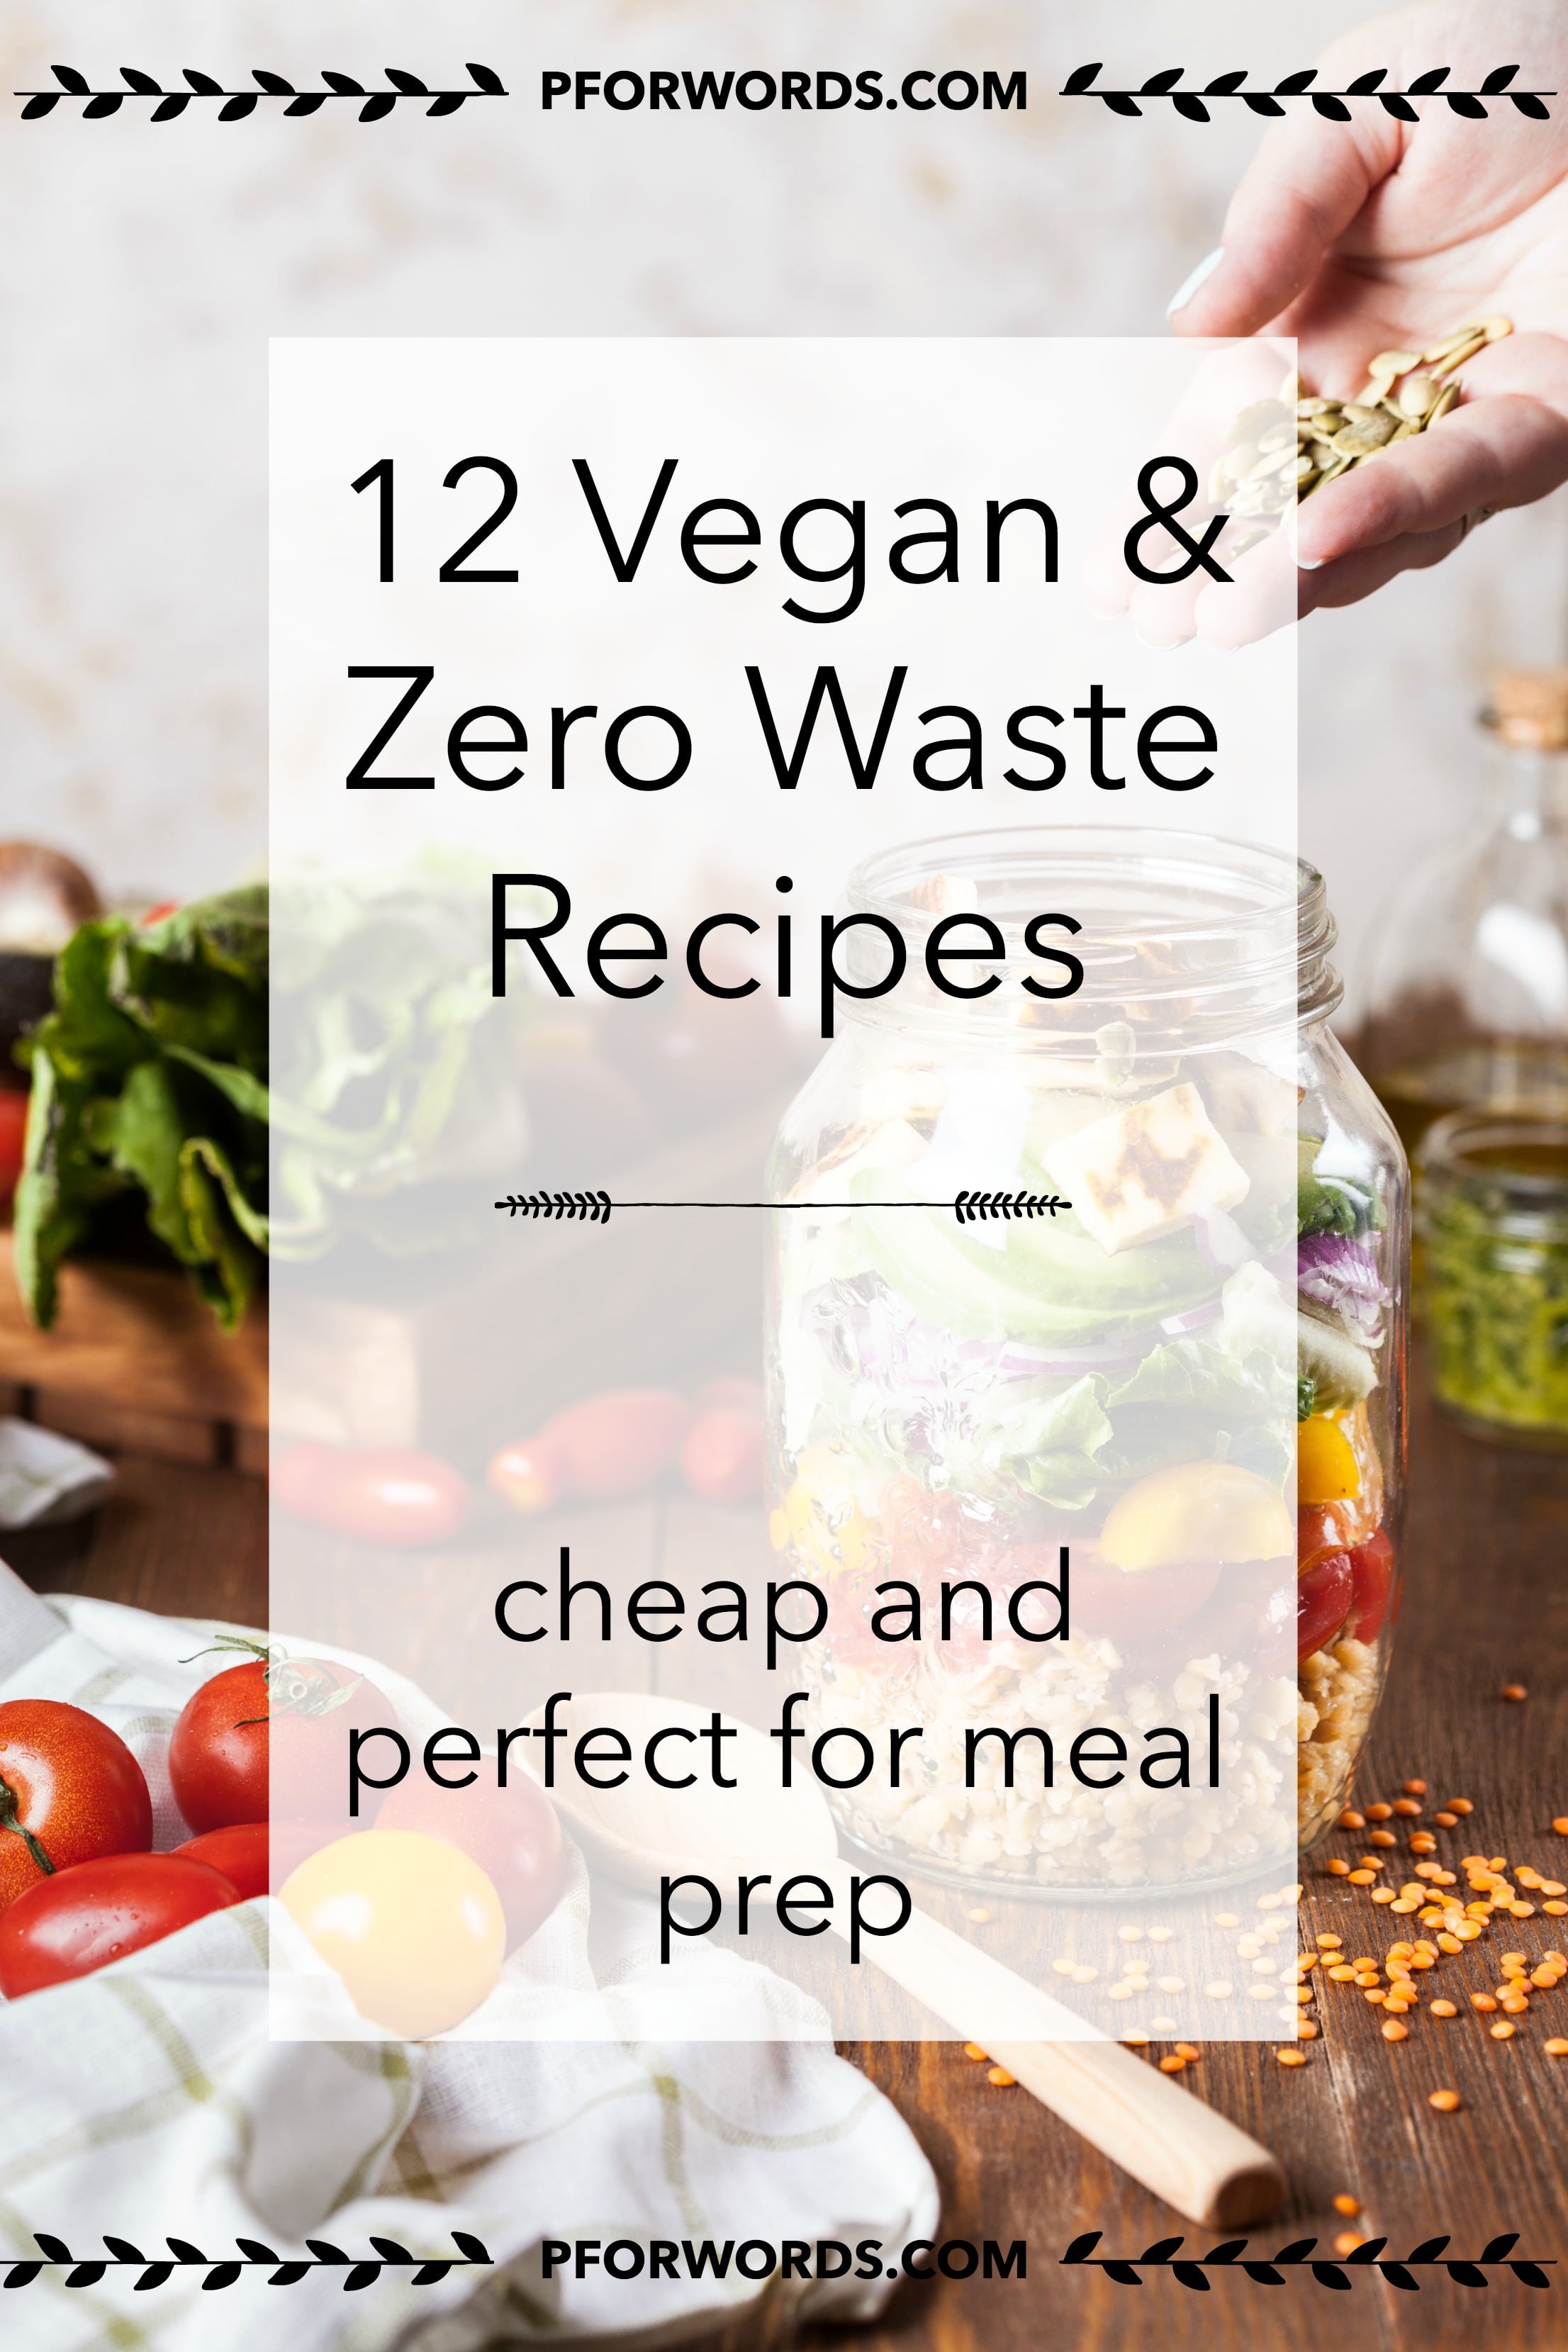 PFORWORDS.COM
12 Vegan &
Zero Waste
Recipes
cheap and
perfect for meal
prep
PFORWORDS.COM